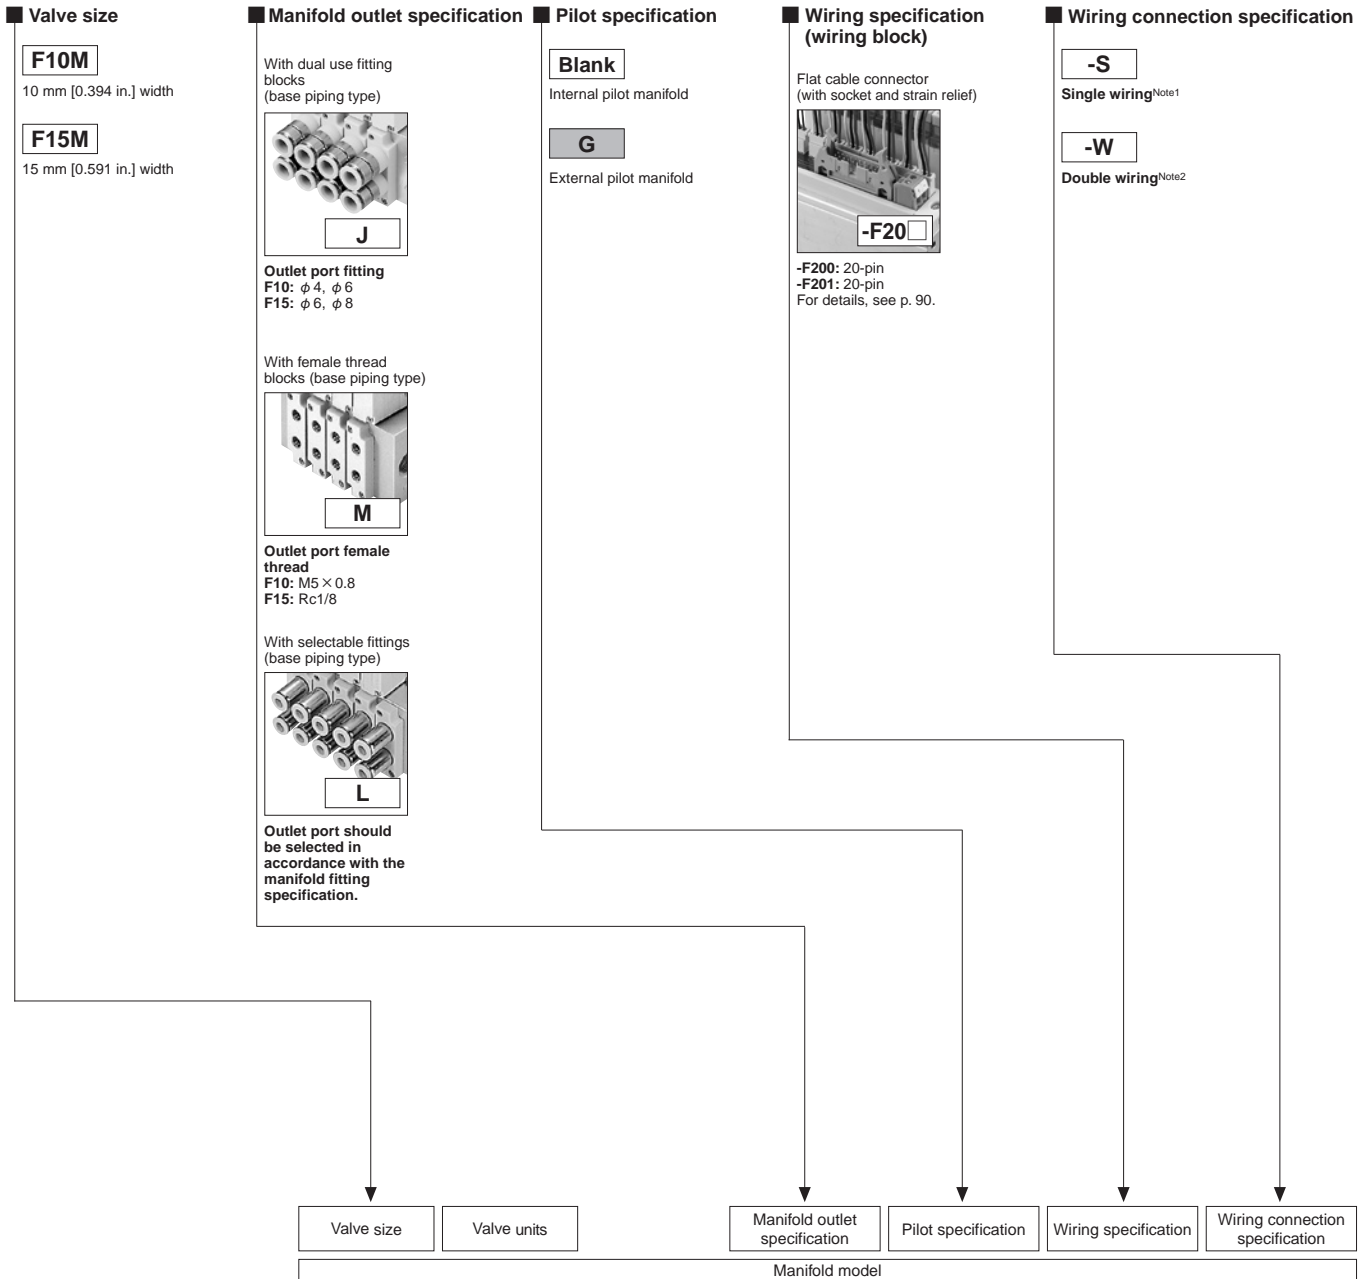 Valve size
F10M
10 mm [0.394 in.] width
F15M
15 mm [0.591 in.] width
Manifold outlet specification
With dual use fitting
blocks
(base piping type)
J
Outlet port fitting
F10: φ4, φ6
F15: φ6, φ8
With female thread
blocks (base piping type)
M
Outlet port female
thread
F10: M5×0.8
F15: Rc1/8
With selectable fittings
(base piping type)
L
Outlet port should
be selected in
accordance with the
manifold fitting
specification.
Pilot specification
Blank
Internal pilot manifold
G
External pilot manifold
Wiring specification
(wiring block)
Flat cable connector
(with socket and strain relief)
-F20□
-F200: 20-pin
-F201: 20-pin
For details, see p. 90.
Wiring connection specification
-S
Single wiringNote1
-W
Double wiringNote2
Valve size
Valve units
Manifold outlet
specification
Pilot specification
Wiring specification
Wiring connection
specification
Manifold model